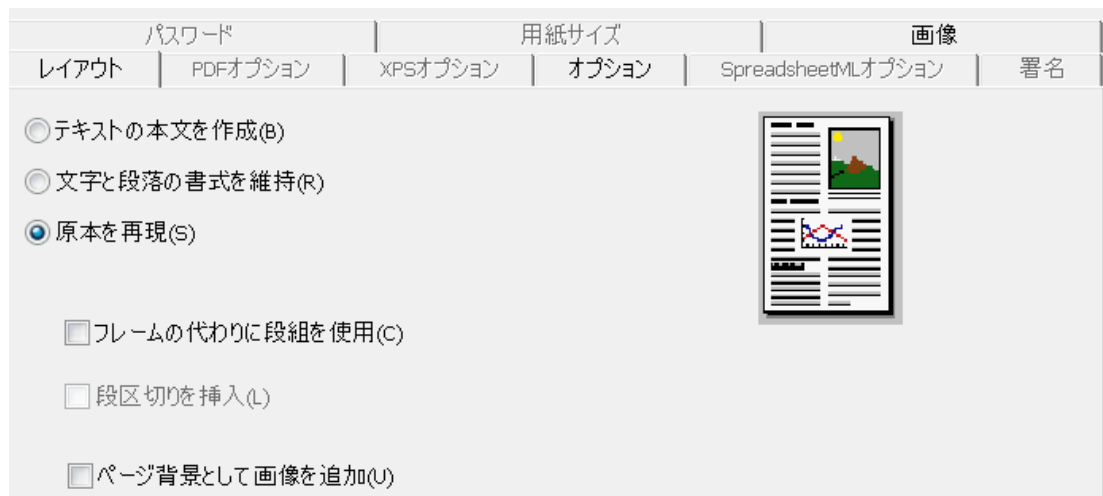 パスワード 用紙サイズ 画像
レイアウト PDFオプション XPSオプション オプション SpreadsheetMLオプション 署名
テキストの本文を作成(B)
文字と段落の書式を維持(R)
原本を再現(S)
フレームの代わりに段組を使用(C)
段区切りを挿入(L)
ページ背景として画像を追加(U)